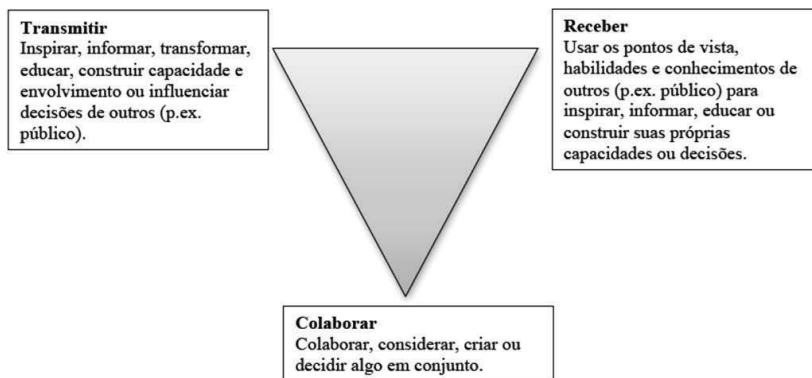 Transmitir
Inspirar, informar, transformar,
educar, construir capacidade e
envolvimento ou influenciar
decisões de outros (p.ex.
público).
Receber
Usar os pontos de vista,
habilidades e conhecimentos de
outros (p.ex. público) para
inspirar, informar, educar ou
construir suas próprias
capacidades ou decisões.
Colaborar
Colaborar, considerar, criar ou
decidir algo em conjunto.